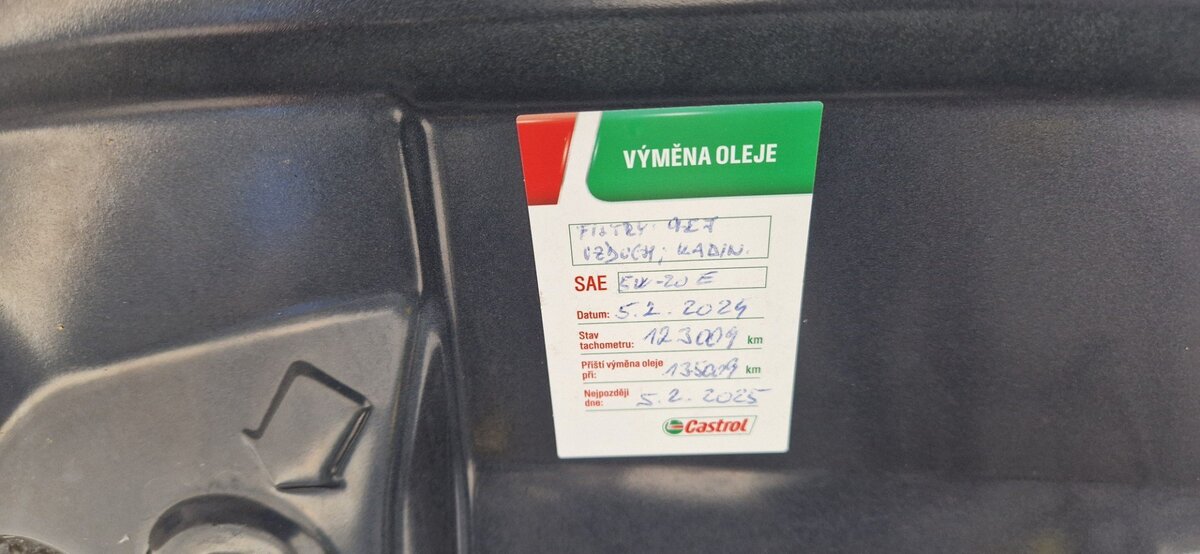 VÝMĚNA OLEJE
FILTRY: OLEJ
VZDUCH; KABIN.
SAE 5W-20 E
Datum: 5.2.2024
Stav
tachometru: 123009 km
Příští výměna oleje
při: 135009 km
Nejpozději
dne: 5.2.2025
Castrol